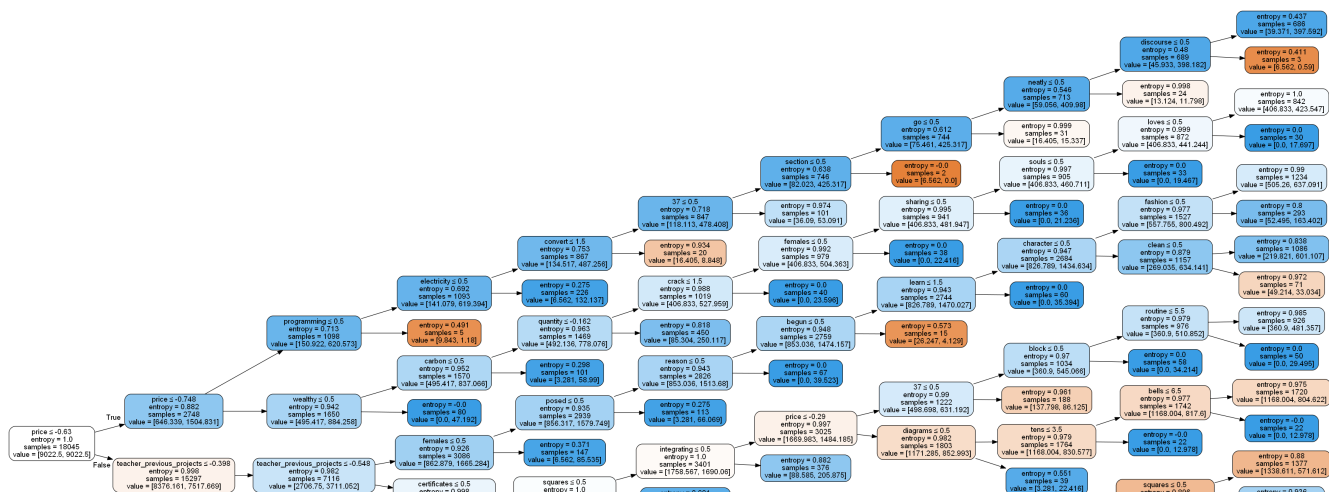 price ≤ -0.63
entropy = 1.0
samples = 18045
value = [9022.5, 9022.5]
True
False
price ≤ -0.748
entropy = 0.882
samples = 2748
value = [646.339, 1504.831]
teacher_previous_projects ≤ -0.398
entropy = 0.998
samples = 15297
value = [8376.161, 7517.669]
programming ≤ 0.5
entropy = 0.713
samples = 1098
value = [150.922, 620.573]
wealthy ≤ 0.5
entropy = 0.942
samples = 1650
value = [495.417, 884.258]
teacher_previous_projects ≤ -0.548
entropy = 0.982
samples = 7116
value = [2706.75, 3711.052]
electricity ≤ 0.5
entropy = 0.692
samples = 1093
value = [141.079, 619.394]
entropy = 0.491
samples = 5
value = [9.843, 1.18]
carbon ≤ 0.5
entropy = 0.952
samples = 1570
value = [495.417, 837.066]
entropy = -0.0
samples = 80
value = [0.0, 47.192]
females ≤ 0.5
entropy = 0.926
samples = 3086
value = [862.879, 1665.284]
certificates ≤ 0.5
entropy = 0.998
convert ≤ 1.5
entropy = 0.753
samples = 867
value = [134.517, 487.256]
entropy = 0.275
samples = 226
value = [6.562, 132.137]
quantity ≤ -0.162
entropy = 0.963
samples = 1469
value = [492.136, 778.076]
entropy = 0.298
samples = 101
value = [3.281, 58.99]
posed ≤ 0.5
entropy = 0.935
samples = 2939
value = [856.317, 1579.749]
entropy = 0.371
samples = 147
value = [6.562, 85.535]
squares ≤ 0.5
entropy = 1.0
37 ≤ 0.5
entropy = 0.718
samples = 847
value = [118.113, 478.408]
entropy = 0.934
samples = 20
value = [16.405, 8.848]
crack ≤ 1.5
entropy = 0.988
samples = 1019
value = [406.833, 527.959]
entropy = 0.818
samples = 450
value = [85.304, 250.117]
reason ≤ 0.5
entropy = 0.943
samples = 2826
value = [853.036, 1513.68]
entropy = 0.275
samples = 113
value = [3.281, 66.069]
integrating ≤ 0.5
entropy = 1.0
samples = 3401
value = [1758.567, 1690.06]
section ≤ 0.5
entropy = 0.638
samples = 746
value = [82.023, 425.317]
entropy = 0.974
samples = 101
value = [36.09, 53.091]
females ≤ 0.5
entropy = 0.992
samples = 979
value = [406.833, 504.363]
entropy = 0.0
samples = 40
value = [0.0, 23.596]
begun ≤ 0.5
entropy = 0.948
samples = 2759
value = [853.036, 1474.157]
entropy = 0.0
samples = 67
value = [0.0, 39.523]
price ≤ -0.29
entropy = 0.997
samples = 3025
value = [1669.983, 1484.185]
entropy = 0.882
samples = 376
value = [88.585, 205.875]
go ≤ 0.5
entropy = 0.612
samples = 744
value = [75.461, 425.317]
entropy = -0.0
samples = 2
value = [6.562, 0.0]
sharing ≤ 0.5
entropy = 0.995
samples = 941
value = [406.833, 481.947]
entropy = 0.0
samples = 38
value = [0.0, 22.416]
learn ≤ 1.5
entropy = 0.943
samples = 2744
value = [826.789, 1470.027]
entropy = 0.573
samples = 15
value = [26.247, 4.129]
37 ≤ 0.5
entropy = 0.99
samples = 1222
value = [498.698, 631.192]
diagrams ≤ 0.5
entropy = 0.982
samples = 1803
value = [1171.285, 852.993]
neatly ≤ 0.5
entropy = 0.546
samples = 713
value = [59.056, 409.98]
entropy = 0.999
samples = 31
value = [16.405, 15.337]
souls ≤ 0.5
entropy = 0.997
samples = 905
value = [406.833, 460.711]
entropy = 0.0
samples = 36
value = [0.0, 21.236]
character ≤ 0.5
entropy = 0.947
samples = 2684
value = [826.789, 1434.634]
entropy = 0.0
samples = 60
value = [0.0, 35.394]
block ≤ 0.5
entropy = 0.97
samples = 1034
value = [360.9, 545.066]
entropy = 0.961
samples = 188
value = [137.798, 86.125]
tens ≤ 3.5
entropy = 0.979
samples = 1764
value = [1168.004, 830.577]
entropy = 0.551
samples = 39
value = [3.281, 22.416]
discourse ≤ 0.5
entropy = 0.48
samples = 689
value = [45.933, 398.182]
entropy = 0.998
samples = 24
value = [13.124, 11.798]
loves ≤ 0.5
entropy = 0.999
samples = 872
value = [406.833, 441.244]
entropy = 0.0
samples = 33
value = [0.0, 19.467]
fashion ≤ 0.5
entropy = 0.977
samples = 1527
value = [557.755, 800.492]
clean ≤ 0.5
entropy = 0.879
samples = 1157
value = [269.035, 634.141]
routine ≤ 5.5
entropy = 0.979
samples = 976
value = [360.9, 510.852]
entropy = 0.0
samples = 58
value = [0.0, 34.214]
bells ≤ 6.5
entropy = 0.977
samples = 1742
value = [1168.004, 817.6]
entropy = -0.0
samples = 22
value = [0.0, 12.978]
squares ≤ 0.5
entropy = 0.437
samples = 686
value = [39.371, 397.592]
entropy = 0.411
samples = 3
value = [6.562, 0.59]
entropy = 1.0
samples = 842
value = [406.833, 423.547]
entropy = 0.0
samples = 30
value = [0.0, 17.697]
entropy = 0.99
samples = 1234
value = [505.26, 637.091]
entropy = 0.8
samples = 293
value = [52.495, 163.402]
entropy = 0.838
samples = 1086
value = [219.821, 601.107]
entropy = 0.972
samples = 71
value = [49.214, 33.034]
entropy = 0.985
samples = 926
value = [360.9, 481.357]
entropy = 0.0
samples = 50
value = [0.0, 29.495]
entropy = 0.975
samples = 1720
value = [1168.004, 804.622]
entropy = -0.0
samples = 22
value = [0.0, 12.978]
entropy = 0.88
samples = 1377
value = [1338.611, 571.612]